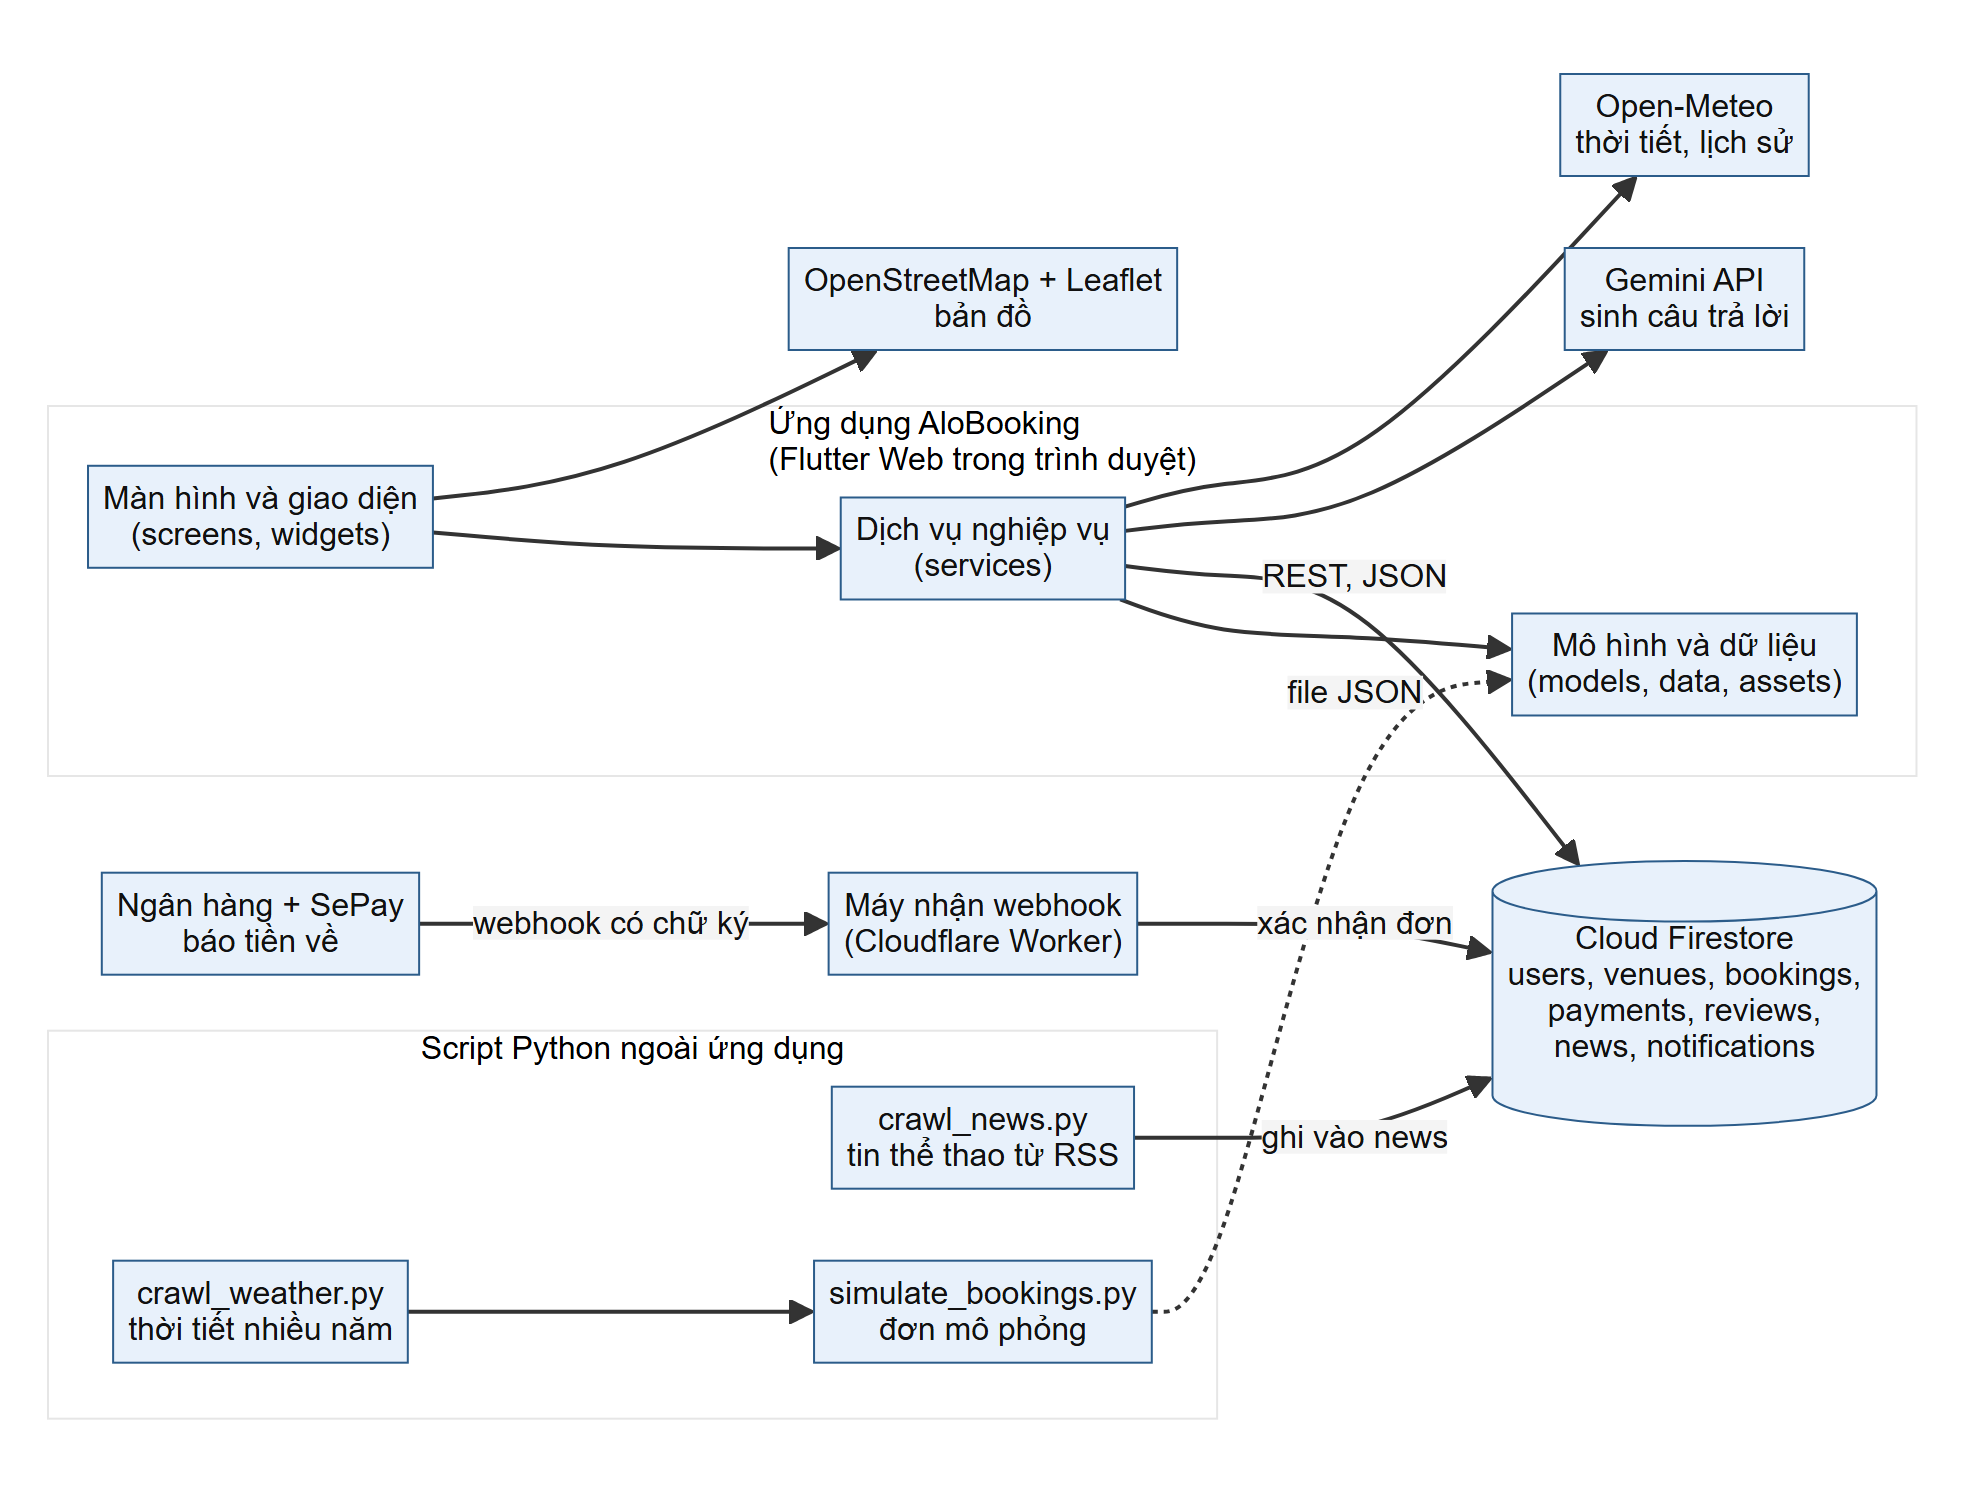 Open-Meteo
thời tiết, lịch sử
OpenStreetMap + Leaflet
bản đồ
Gemini API
sinh câu trả lời
Ứng dụng AloBooking
(Flutter Web trong trình duyệt)
Màn hình và giao diện
(screens, widgets)
Dịch vụ nghiệp vụ
(services)
REST, JSON
Mô hình và dữ liệu
(models, data, assets)
file JSON
Ngân hàng + SePay
báo tiền về
webhook có chữ ký
Máy nhận webhook
(Cloudflare Worker)
xác nhận đơn
Cloud Firestore
users, venues, bookings,
payments, reviews,
news, notifications
Script Python ngoài ứng dụng
crawl_news.py
tin thể thao từ RSS
ghi vào news
crawl_weather.py
thời tiết nhiều năm
simulate_bookings.py
đơn mô phỏng